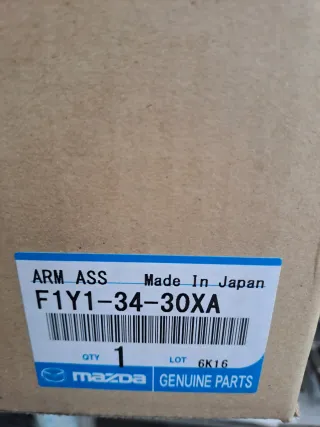 ARM ASS Made In Japan
F1Y1-34-30XA
QTY 1 LOT 6K16
mazda GENUINE PARTS